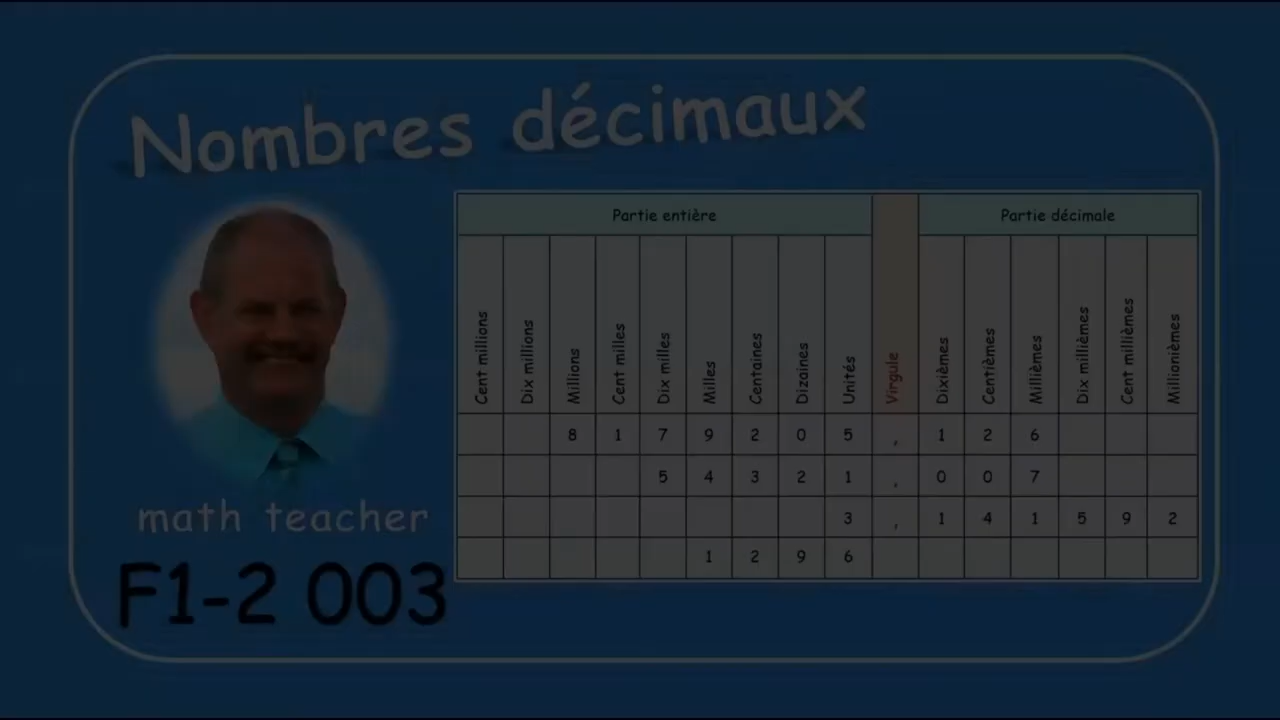 Nombres décimaux
math teacher
F1-2 003
Partie entière Partie décimale
Cent millions Dix millions Millions Cent milles Dix milles Milles Centaines Dizaines Unités Virgule Dixièmes Centièmes Millièmes Dix millièmes Cent millièmes Millionièmes
8 1 7 9 2 0 5 , 1 2 6
5 4 3 2 1 , 0 0 7
3 , 1 4 1 5 9 2
1 2 9 6